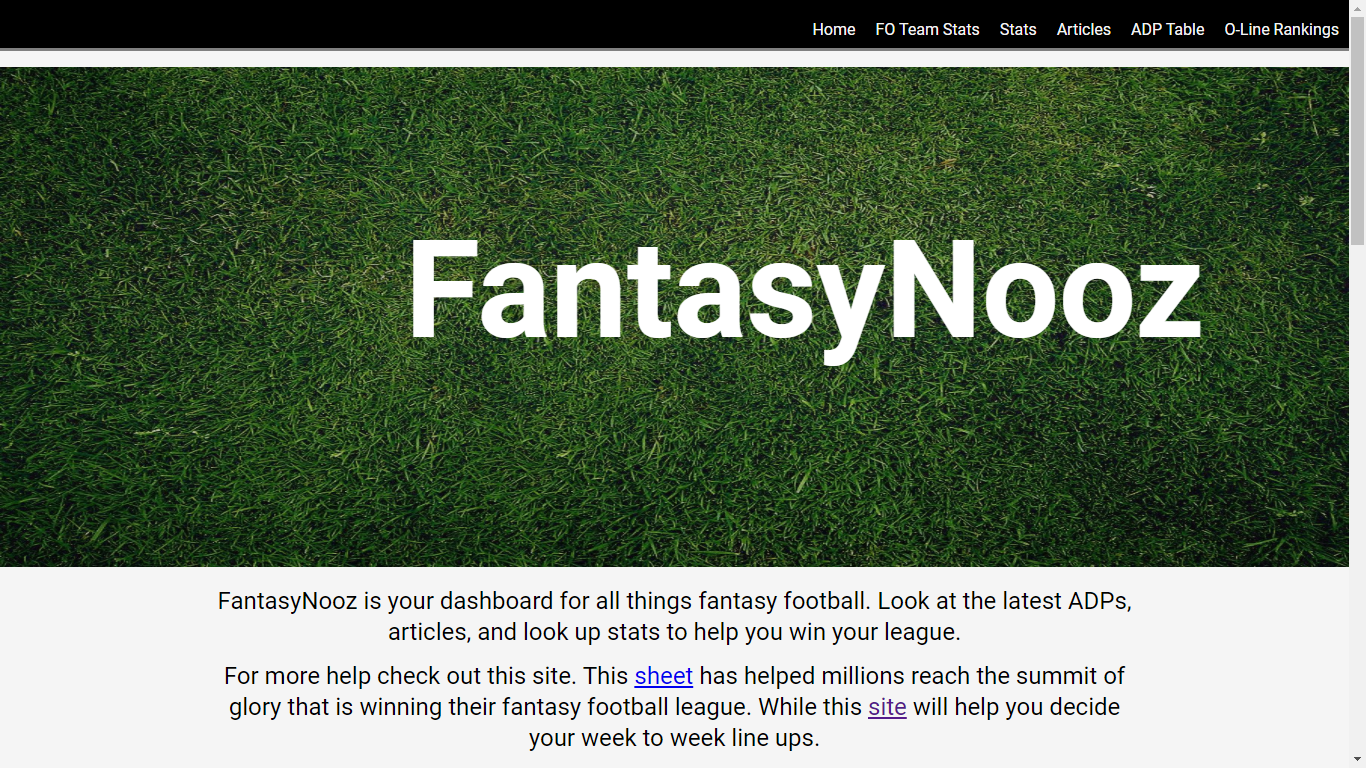 Home FO Team Stats Stats Articles ADP Table O-Line Rankings
FantasyNooz
FantasyNooz is your dashboard for all things fantasy football. Look at the latest ADPs,
articles, and look up stats to help you win your league.
For more help check out this site. This sheet has helped millions reach the summit of
glory that is winning their fantasy football league. While this site will help you decide
your week to week line ups.